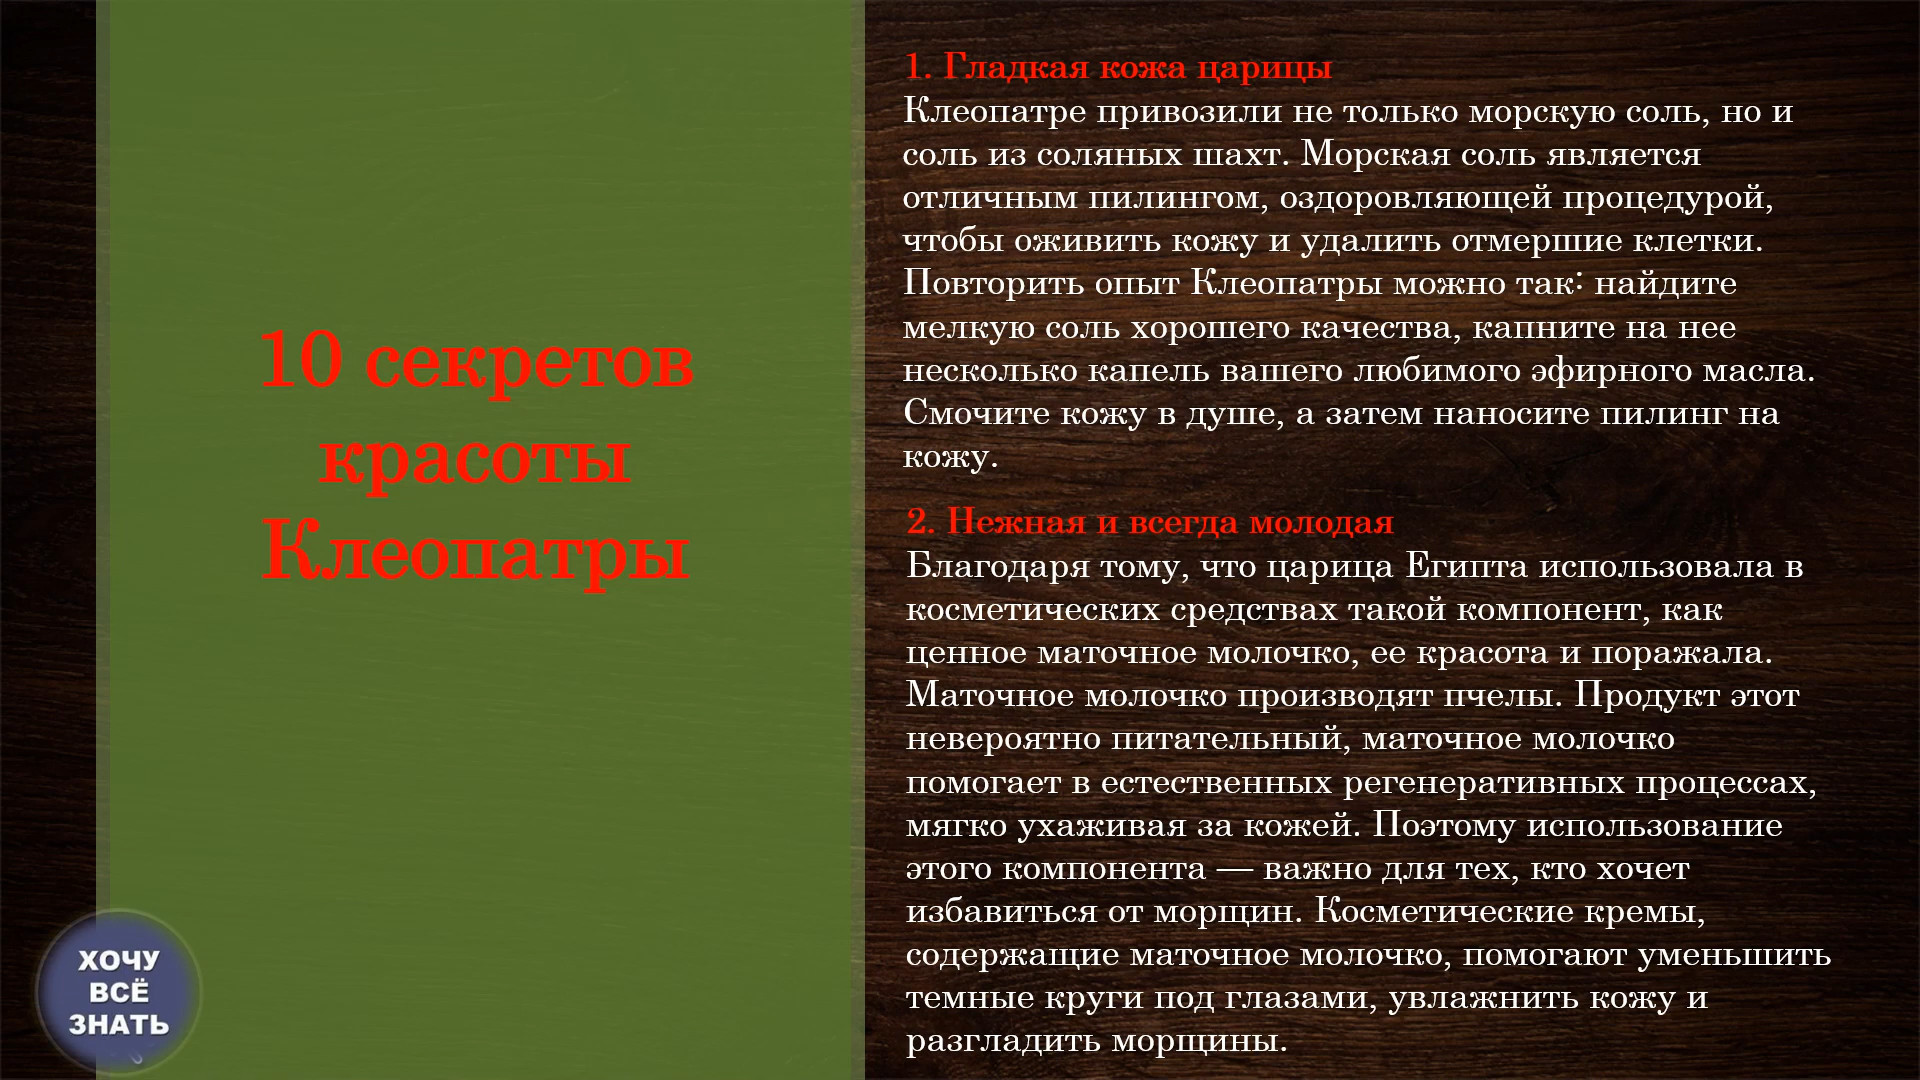 10 секретов
красоты
Клеопатры
1. Гладкая кожа царицы
Клеопатре привозили не только морскую соль, но и
соль из соляных шахт. Морская соль является
отличным пилингом, оздоровляющей процедурой,
чтобы оживить кожу и удалить отмершие клетки.
Повторить опыт Клеопатры можно так: найдите
мелкую соль хорошего качества, капните на нее
несколько капель вашего любимого эфирного масла.
Смочите кожу в душе, а затем наносите пилинг на
кожу.
2. Нежная и всегда молодая
Благодаря тому, что царица Египта использовала в
косметических средствах такой компонент, как
ценное маточное молочко, ее красота и поражала.
Маточное молочко производят пчелы. Продукт этот
невероятно питательный, маточное молочко
помогает в естественных регенеративных процессах,
мягко ухаживая за кожей. Поэтому использование
этого компонента — важно для тех, кто хочет
избавиться от морщин. Косметические кремы,
содержащие маточное молочко, помогают уменьшить
темные круги под глазами, увлажнить кожу и
разгладить морщины.
ХОЧУ
ВСЁ
ЗНАТЬ